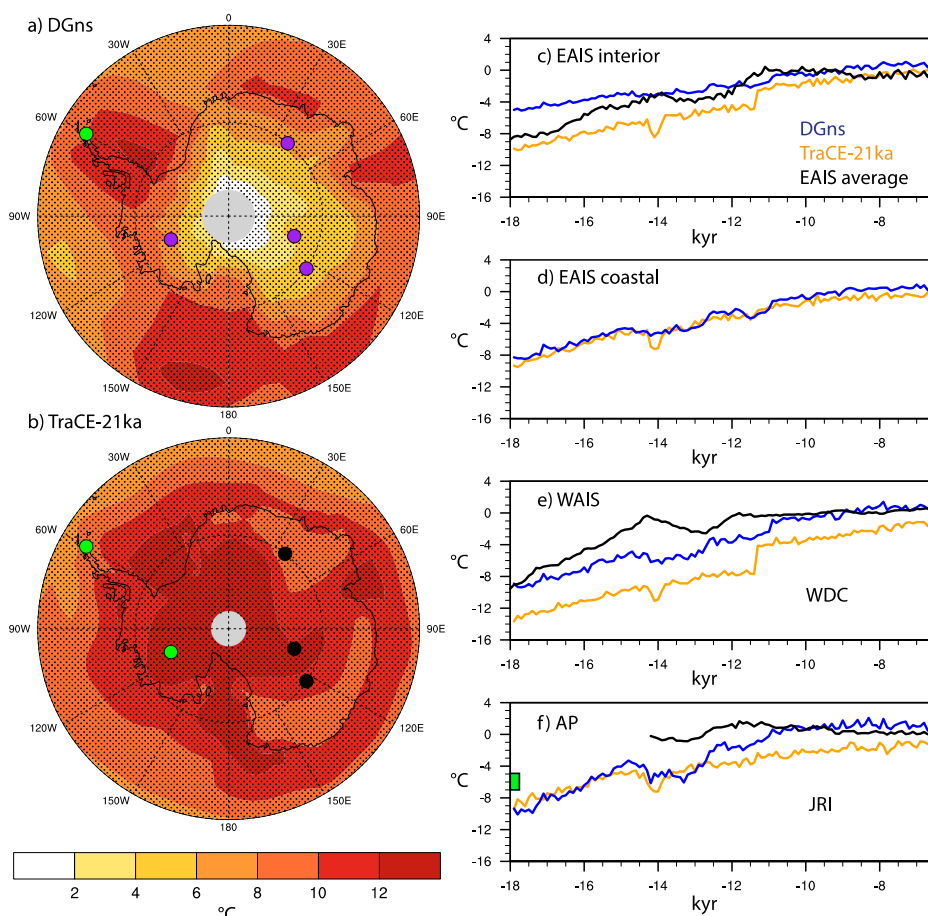 a) DGns
0
30W
30E
60W
60E
90W
90E
120W
120E
150W
150E
180
b) TraCE-21ka
0
30W
30E
60W
60E
90W
90E
120W
120E
150W
150E
180
2 4 6 8 10 12
°C
c) EAIS interior
4
0
-4
-8
-12
-16
°C
DGns
TraCE-21ka
EAIS average
-18 -16 -14 -12 -10 -8
kyr
d) EAIS coastal
4
0
-4
-8
-12
-16
°C
-18 -16 -14 -12 -10 -8
kyr
e) WAIS
4
0
-4
-8
-12
-16
°C
WDC
-18 -16 -14 -12 -10 -8
kyr
f) AP
4
0
-4
-8
-12
-16
°C
JRI
-18 -16 -14 -12 -10 -8
kyr